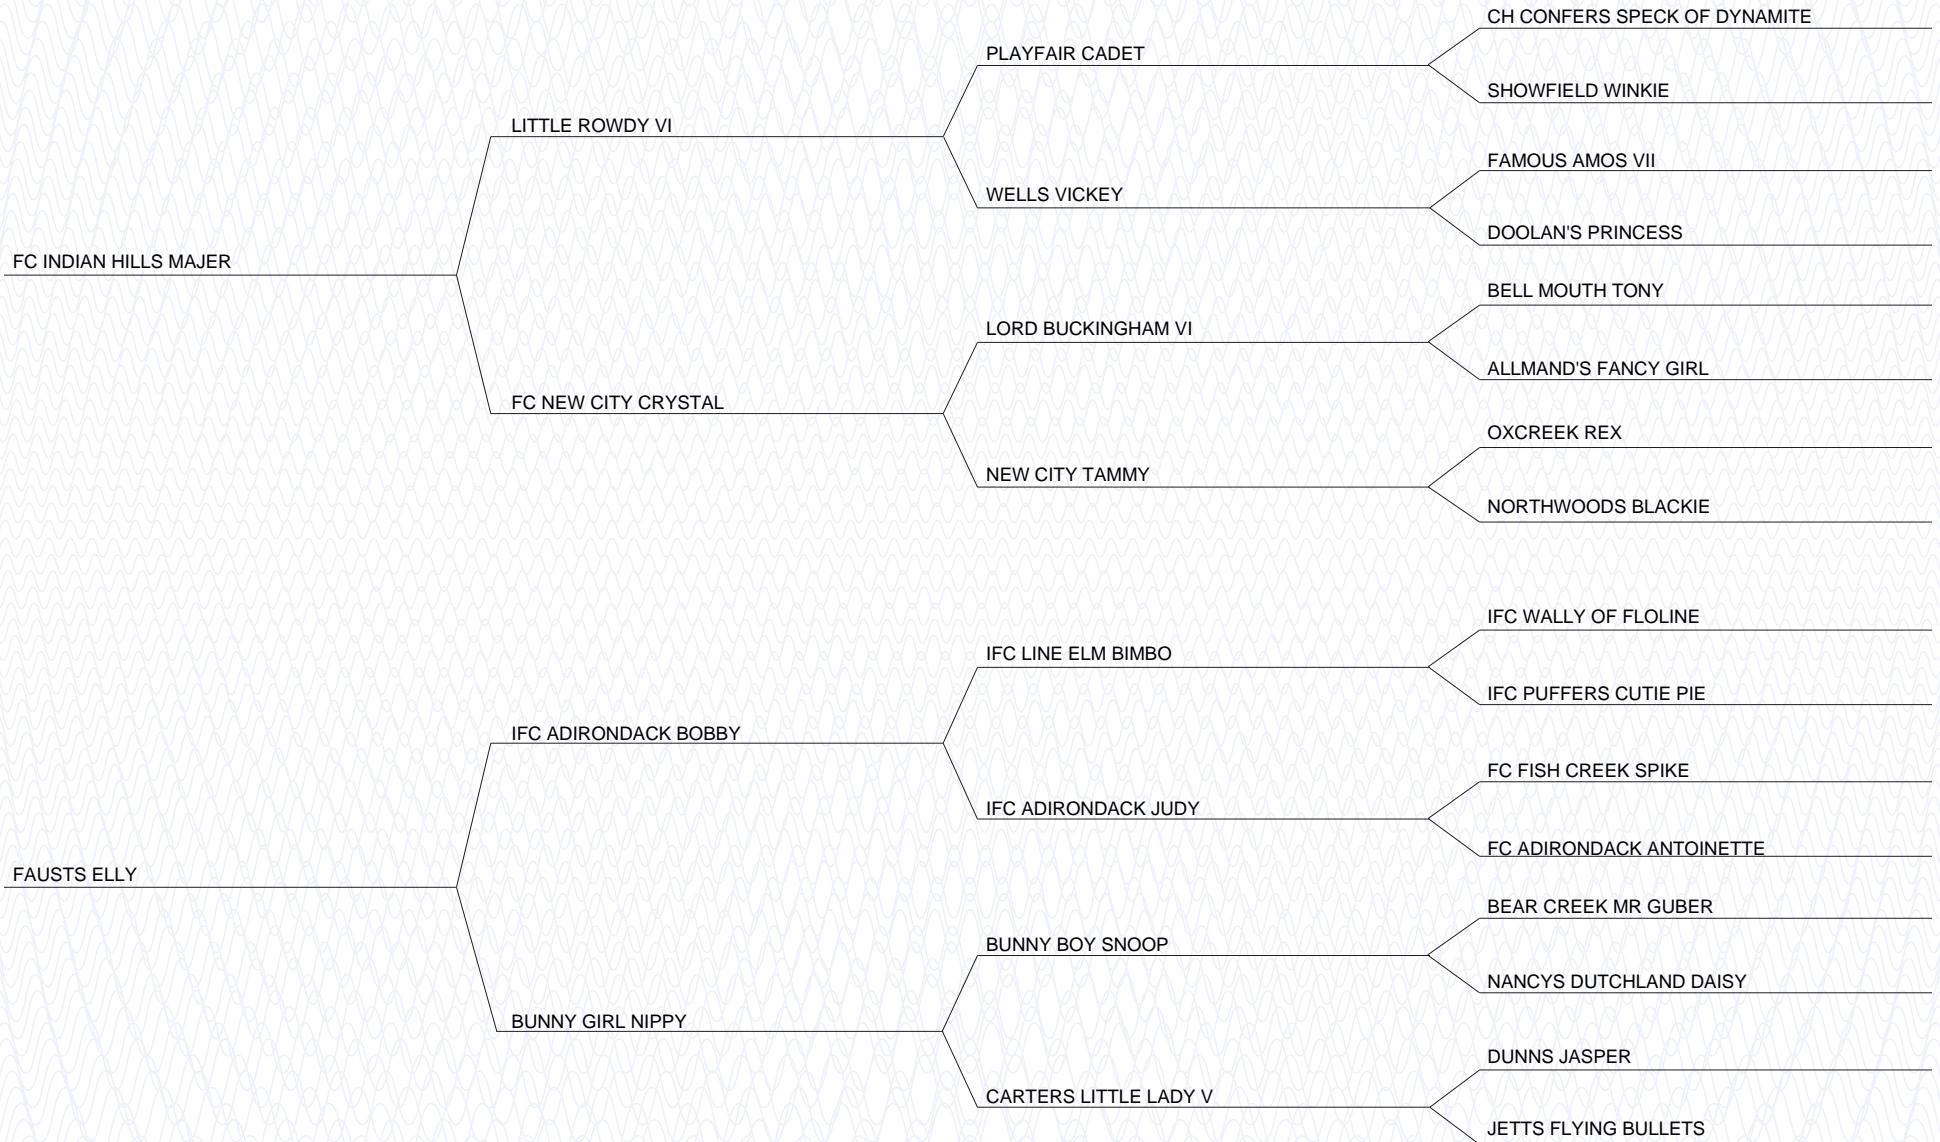 CH CONFERS SPECK OF DYNAMITE
PLAYFAIR CADET
SHOWFIELD WINKIE
LITTLE ROWDY VI
FAMOUS AMOS VII
WELLS VICKEY
DOOLAN'S PRINCESS
FC INDIAN HILLS MAJER
BELL MOUTH TONY
LORD BUCKINGHAM VI
ALLMAND'S FANCY GIRL
FC NEW CITY CRYSTAL
OXCREEK REX
NEW CITY TAMMY
NORTHWOODS BLACKIE
IFC WALLY OF FLOLINE
IFC LINE ELM BIMBO
IFC PUFFERS CUTIE PIE
IFC ADIRONDACK BOBBY
FC FISH CREEK SPIKE
IFC ADIRONDACK JUDY
FC ADIRONDACK ANTOINETTE
FAUSTS ELLY
BEAR CREEK MR GUBER
BUNNY BOY SNOOP
NANCYS DUTCHLAND DAISY
BUNNY GIRL NIPPY
DUNNS JASPER
CARTERS LITTLE LADY V
JETTS FLYING BULLETS